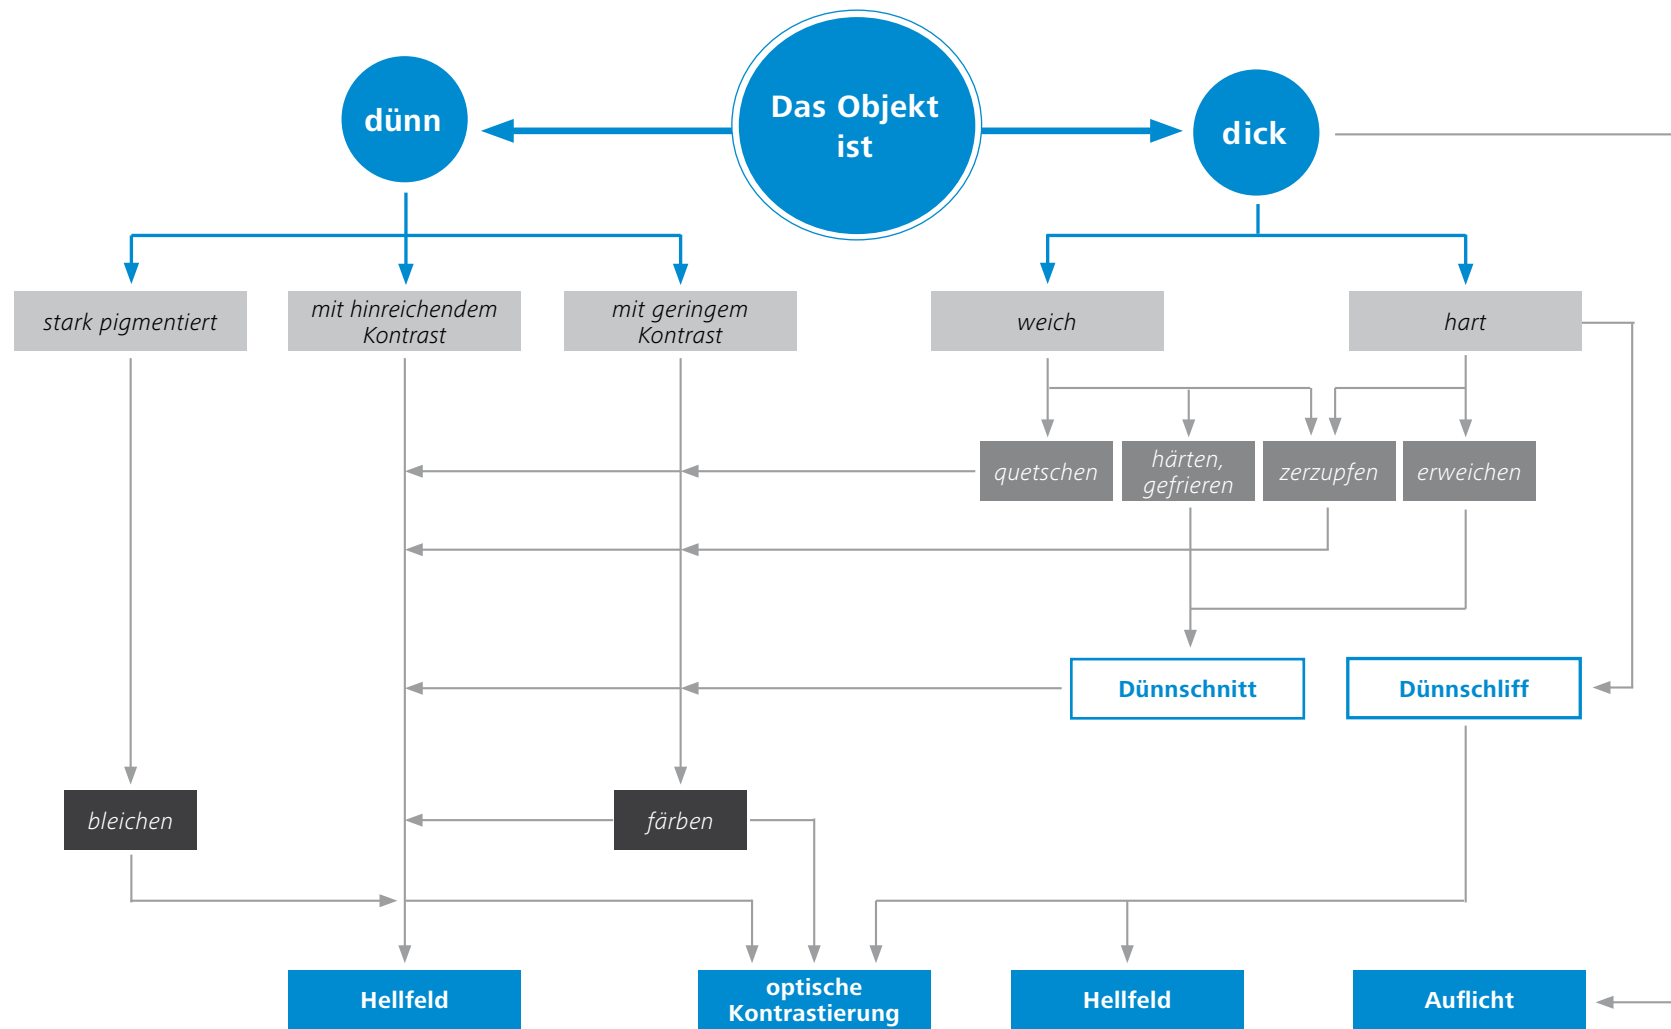 Das Objekt
ist
dünn
dick
stark pigmentiert
mit hinreichendem
Kontrast
mit geringem
Kontrast
weich
hart
quetschen
härten,
gefrieren
zerzupfen
erweichen
Dünnschnitt
Dünnschliff
bleichen
färben
Hellfeld
optische
Kontrastierung
Hellfeld
Auflicht